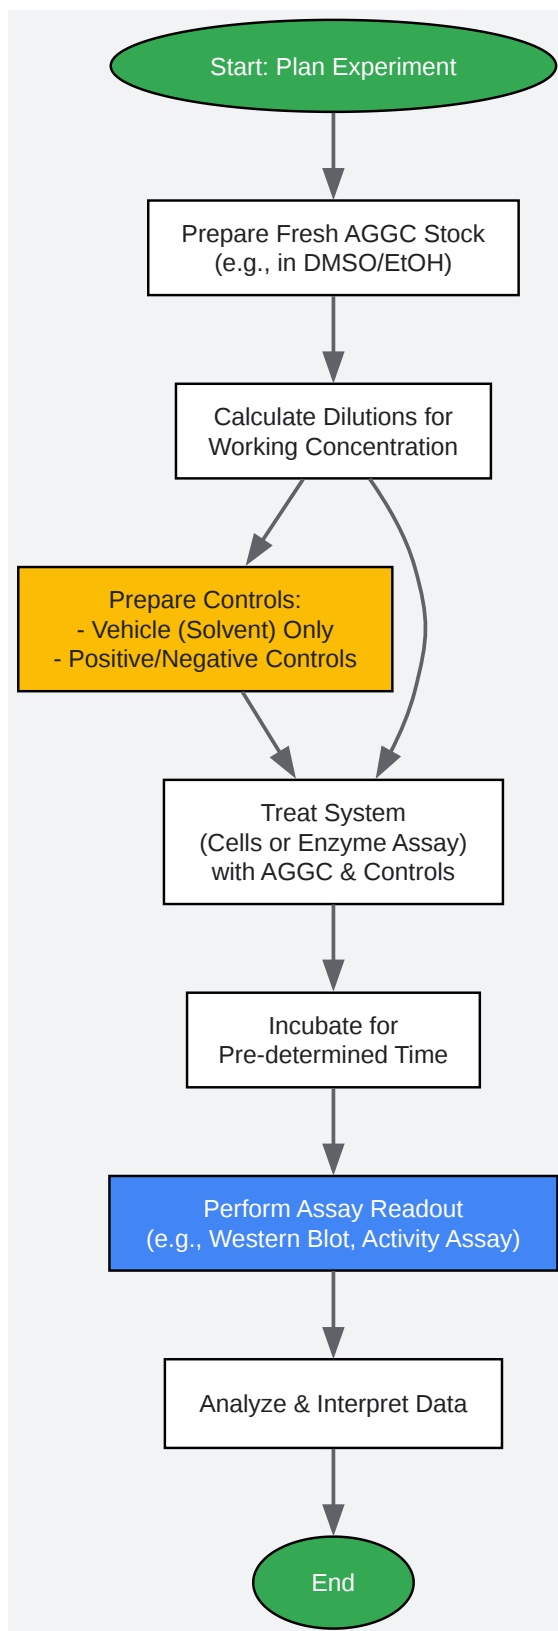 Start: Plan Experiment
Prepare Fresh AGGC Stock
(e.g., in DMSO/EtOH)
Calculate Dilutions for
Working Concentration
Prepare Controls:
- Vehicle (Solvent) Only
- Positive/Negative Controls
Treat System
(Cells or Enzyme Assay)
with AGGC & Controls
Incubate for
Pre-determined Time
Perform Assay Readout
(e.g., Western Blot, Activity Assay)
Analyze & Interpret Data
End